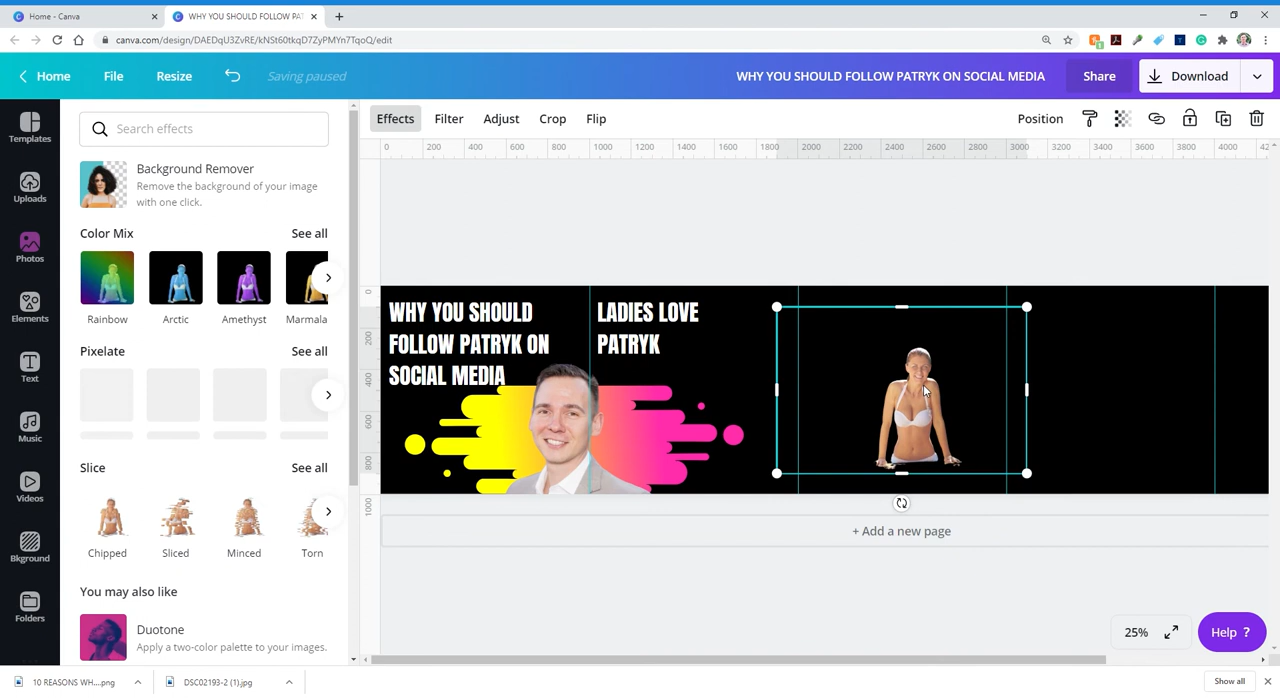 Home - Canva
WHY YOU SHOULD FOLLOW PAT
canva.com/design/DAEDqU3ZvRE/kNSt60tkqD7ZyPMYn7TqoQ/edit
Home
File
Resize
Saving paused
WHY YOU SHOULD FOLLOW PATRYK ON SOCIAL MEDIA
Share
Download
Templates
Uploads
Photos
Elements
Text
Music
Videos
Bkground
Folders
Search effects
Background Remover
Remove the background of your image
with one click.
Color Mix
See all
Rainbow
Arctic
Amethyst
Marmala
Pixelate
See all
Slice
See all
Chipped
Sliced
Minced
Torn
You may also like
Duotone
Apply a two-color palette to your images.
Effects
Filter
Adjust
Crop
Flip
Position
0 200 400 600 800 1000 1200 1400 1600 1800 2000 2200 2400 2600 2800 3000 3200 3400 3600 3800 4000 42
0
200
400
600
800
1000
WHY YOU SHOULD
FOLLOW PATRYK ON
SOCIAL MEDIA
LADIES LOVE
PATRYK
+ Add a new page
25%
Help ?
10 REASONS WH....png
DSC02193-2 (1).jpg
Show all